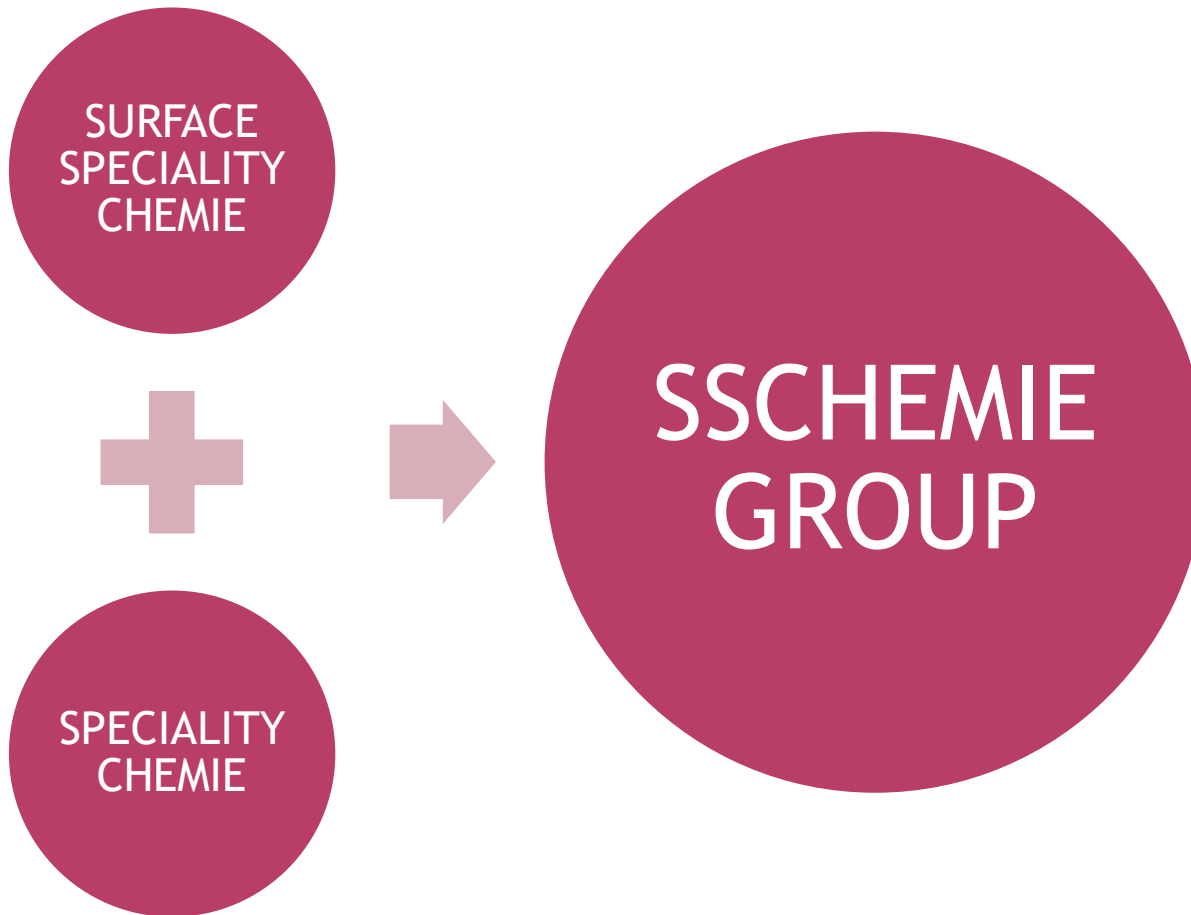 SURFACE
SPECIALITY
CHEMIE
SPECIALITY
CHEMIE
SSCHEMIE
GROUP